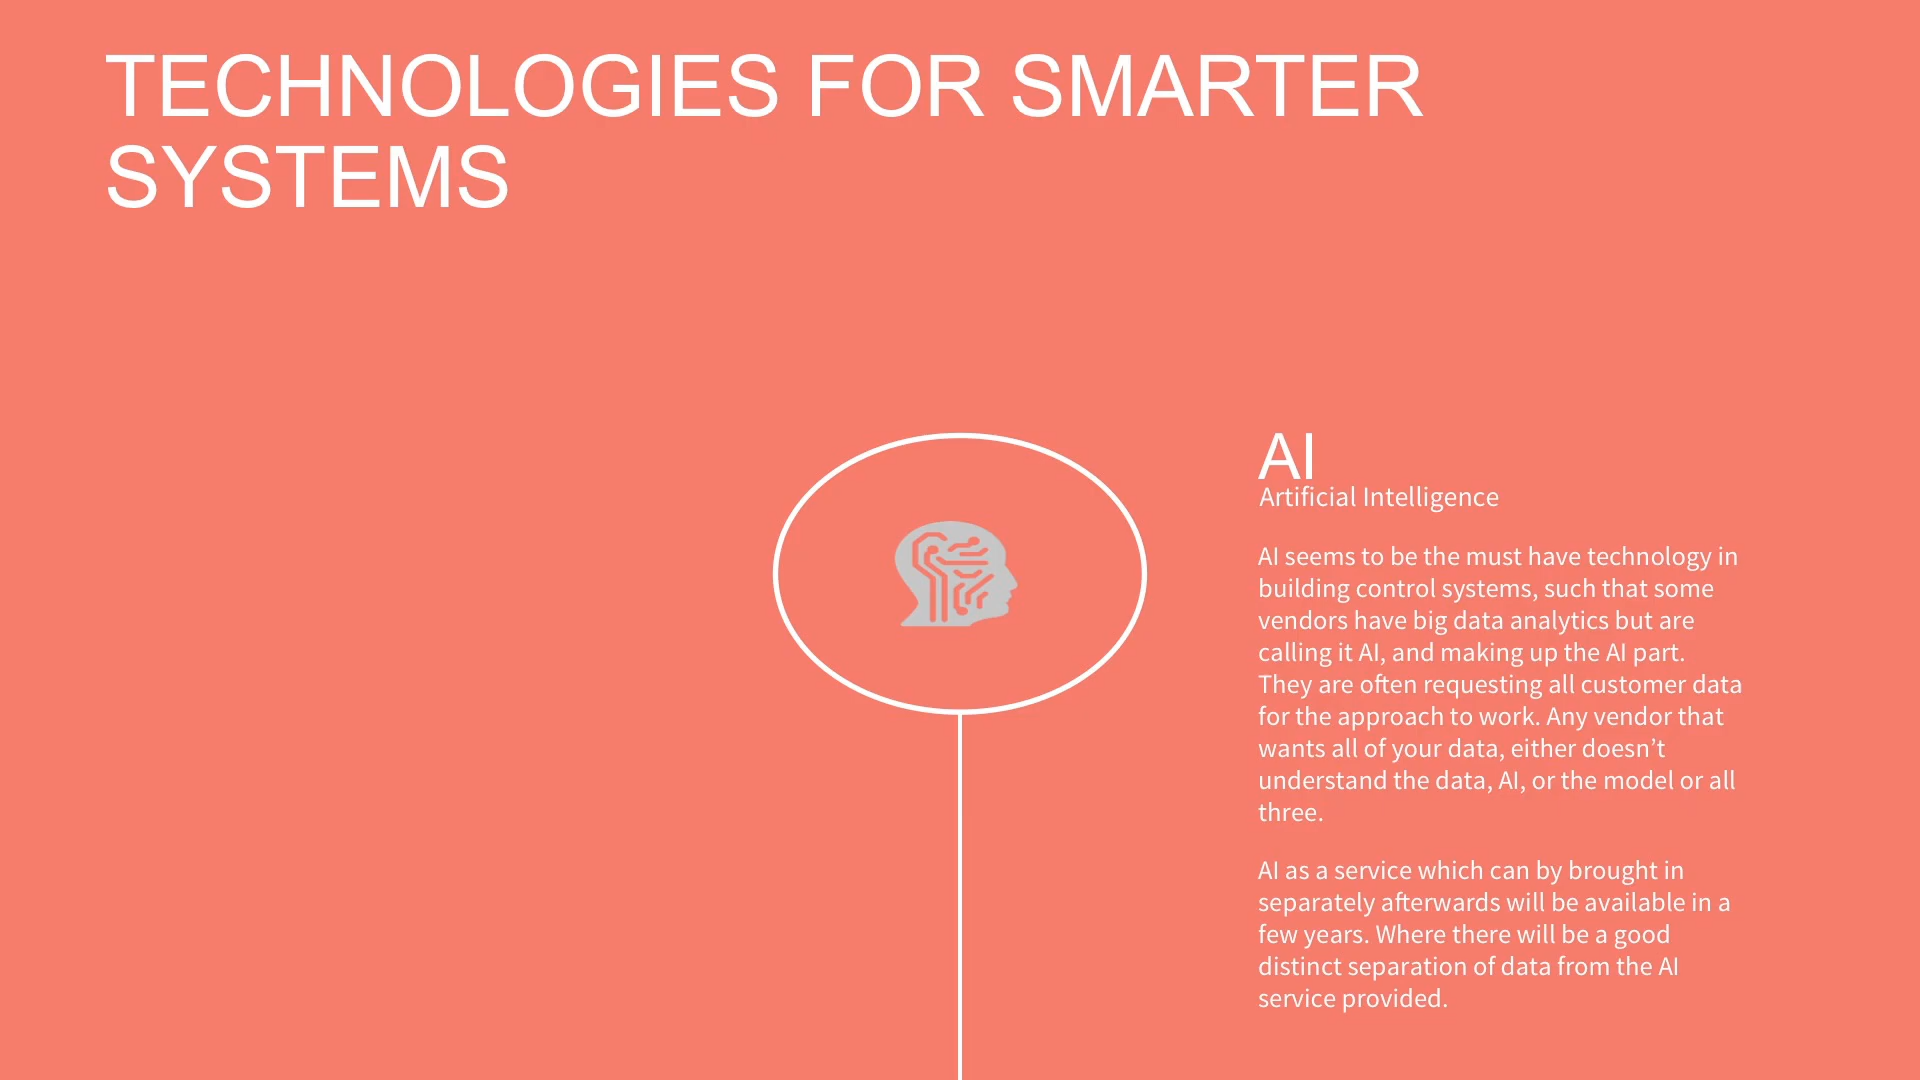 TECHNOLOGIES FOR SMARTER
SYSTEMS
AI
Artificial Intelligence
AI seems to be the must have technology in
building control systems, such that some
vendors have big data analytics but are
calling it AI, and making up the AI part.
They are often requesting all customer data
for the approach to work. Any vendor that
wants all of your data, either doesn’t
understand the data, AI, or the model or all
three.
AI as a service which can by brought in
separately afterwards will be available in a
few years. Where there will be a good
distinct separation of data from the AI
service provided.